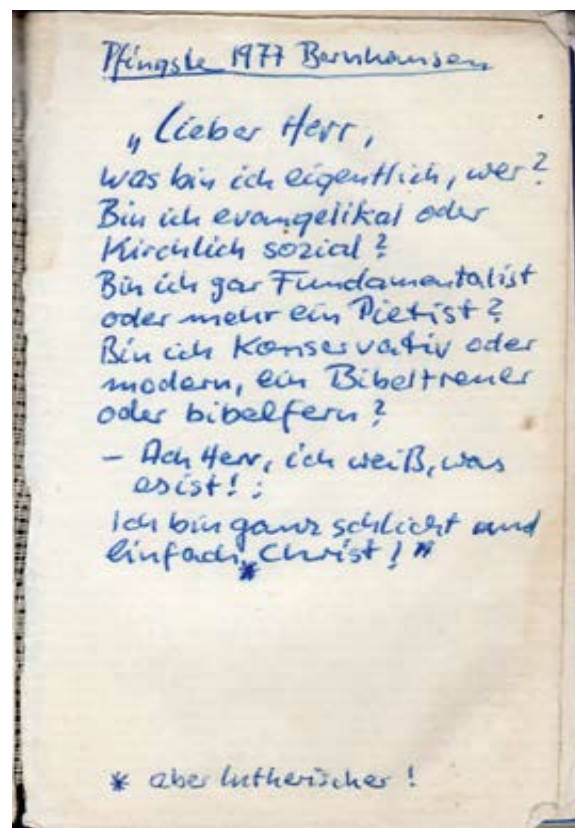 Pfingste 1977 Bernhausen
„Lieber Herr,
was bin ich eigentlich, wer?
Bin ich evangelikal oder
Kirchlich sozial?
Bin ich gar Fundamentalist
oder mehr ein Pietist?
Bin ich Konservativ oder
modern, ein Bibeltreuer
oder bibelfern?
– Ach Herr, ich weiß, was
es ist! :
Ich bin ganz schlicht und
einfach * Christ!"
* aber lutherischer!